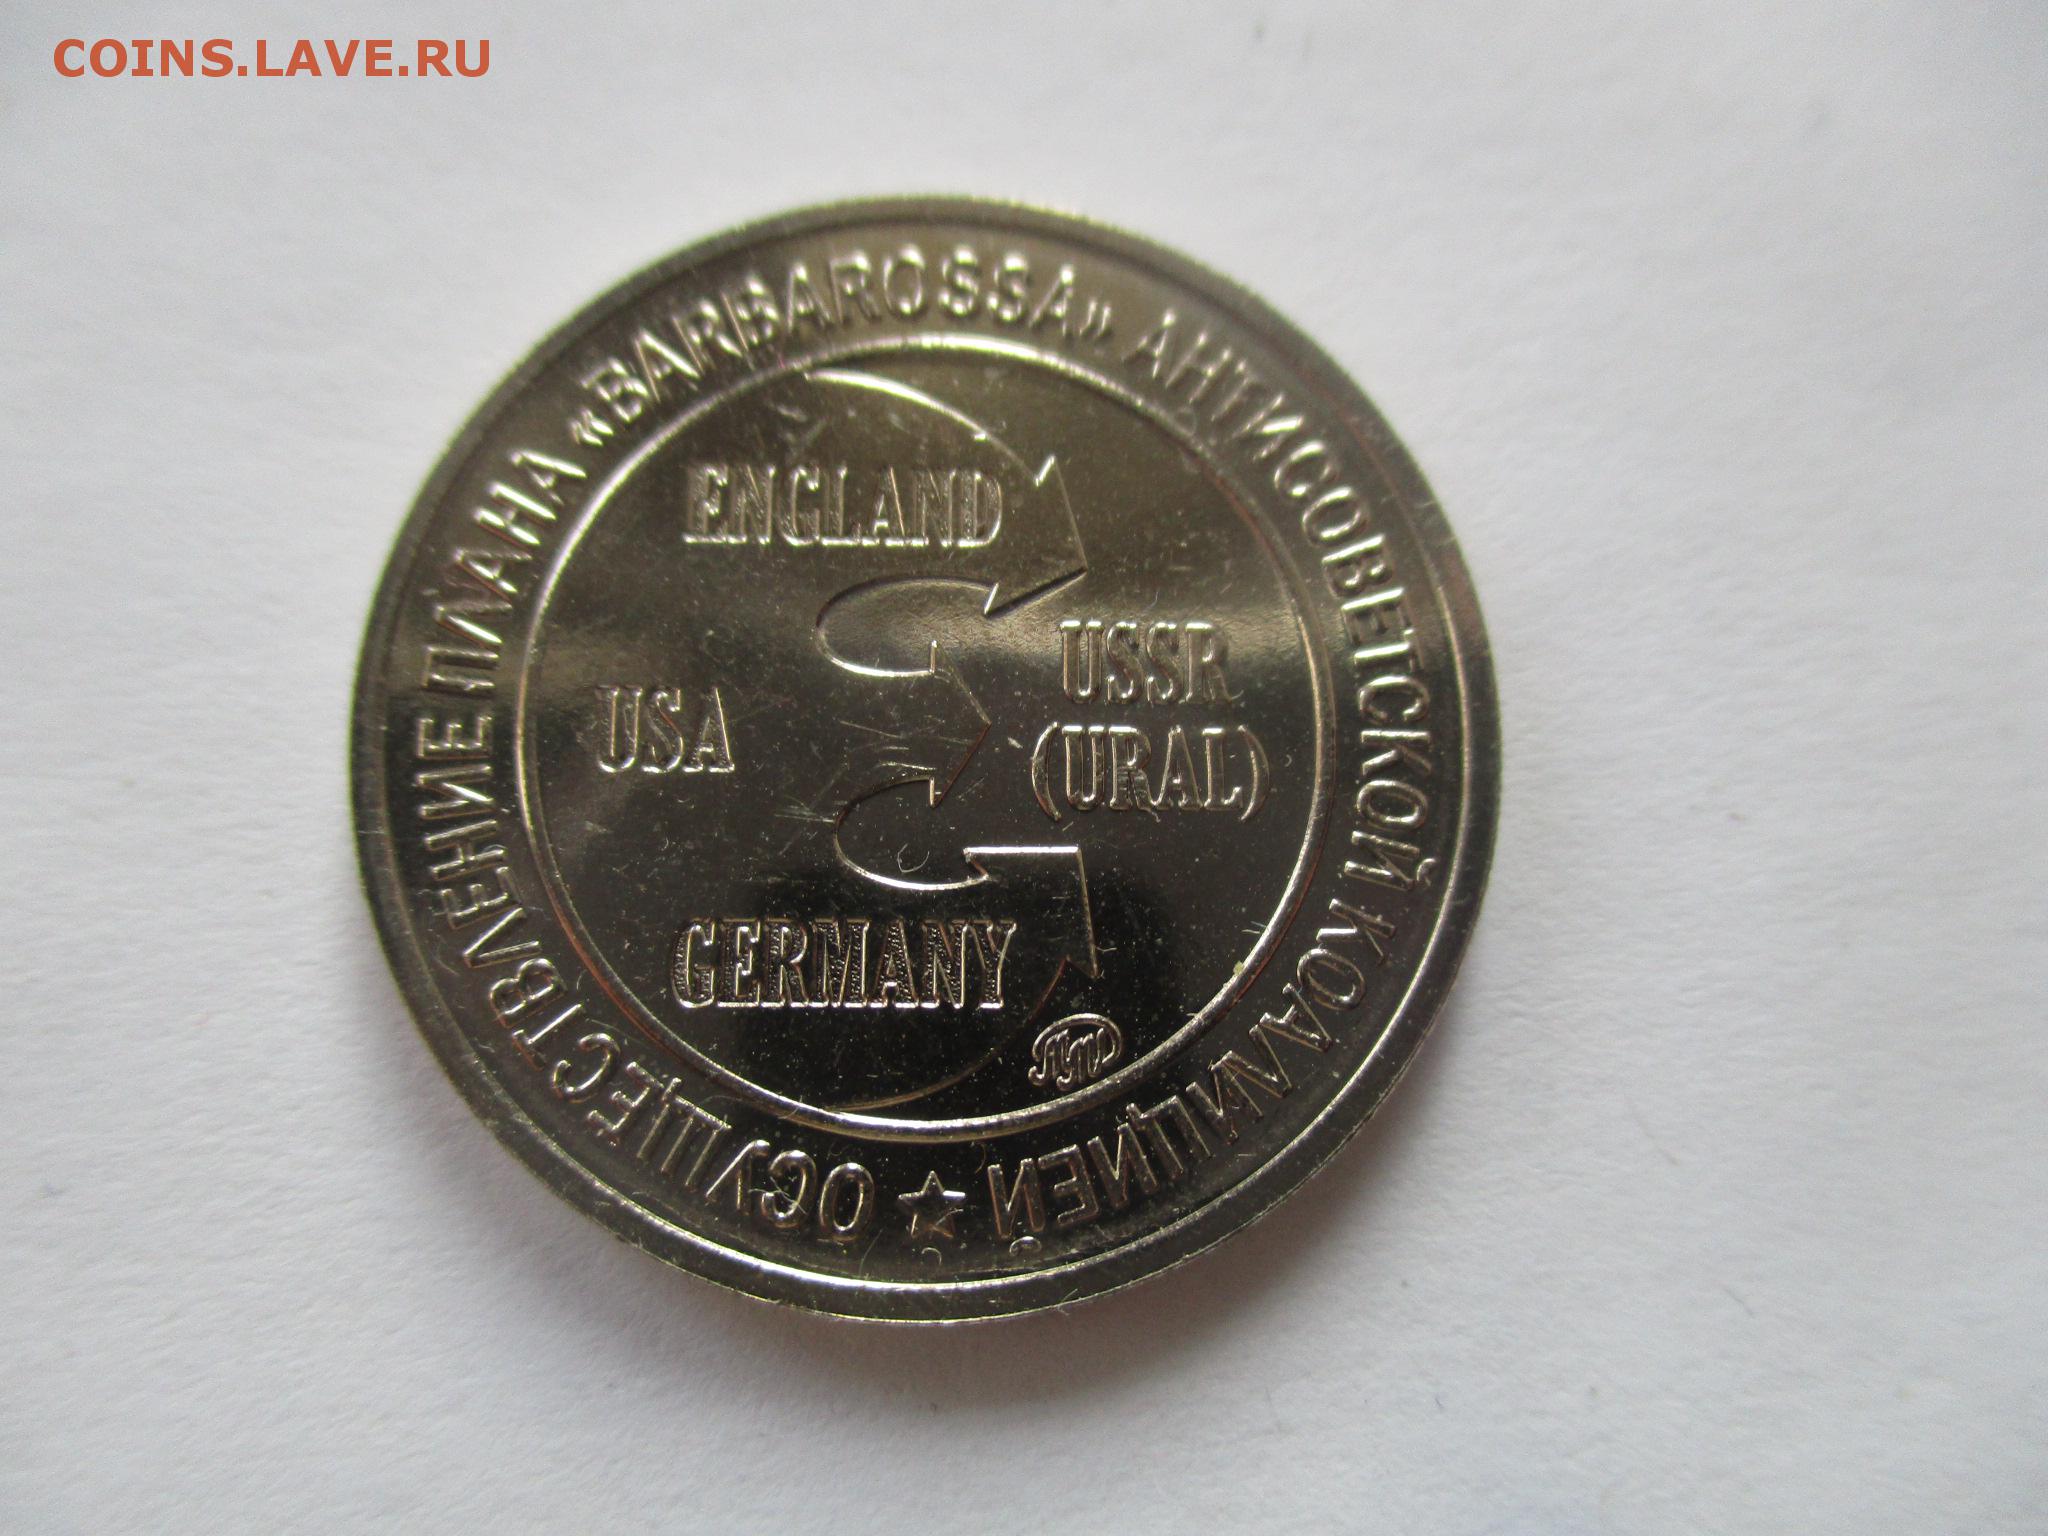 COINS.LAVE.RU
ОСУЩЕСТВЛЕНИЕ ПЛАНА «BARBAROSSA» АНТИСОВЕТСКОЙ КОАЛИЦИЕЙ
ENGLAND
USSR
(URAL)
USA
GERMANY